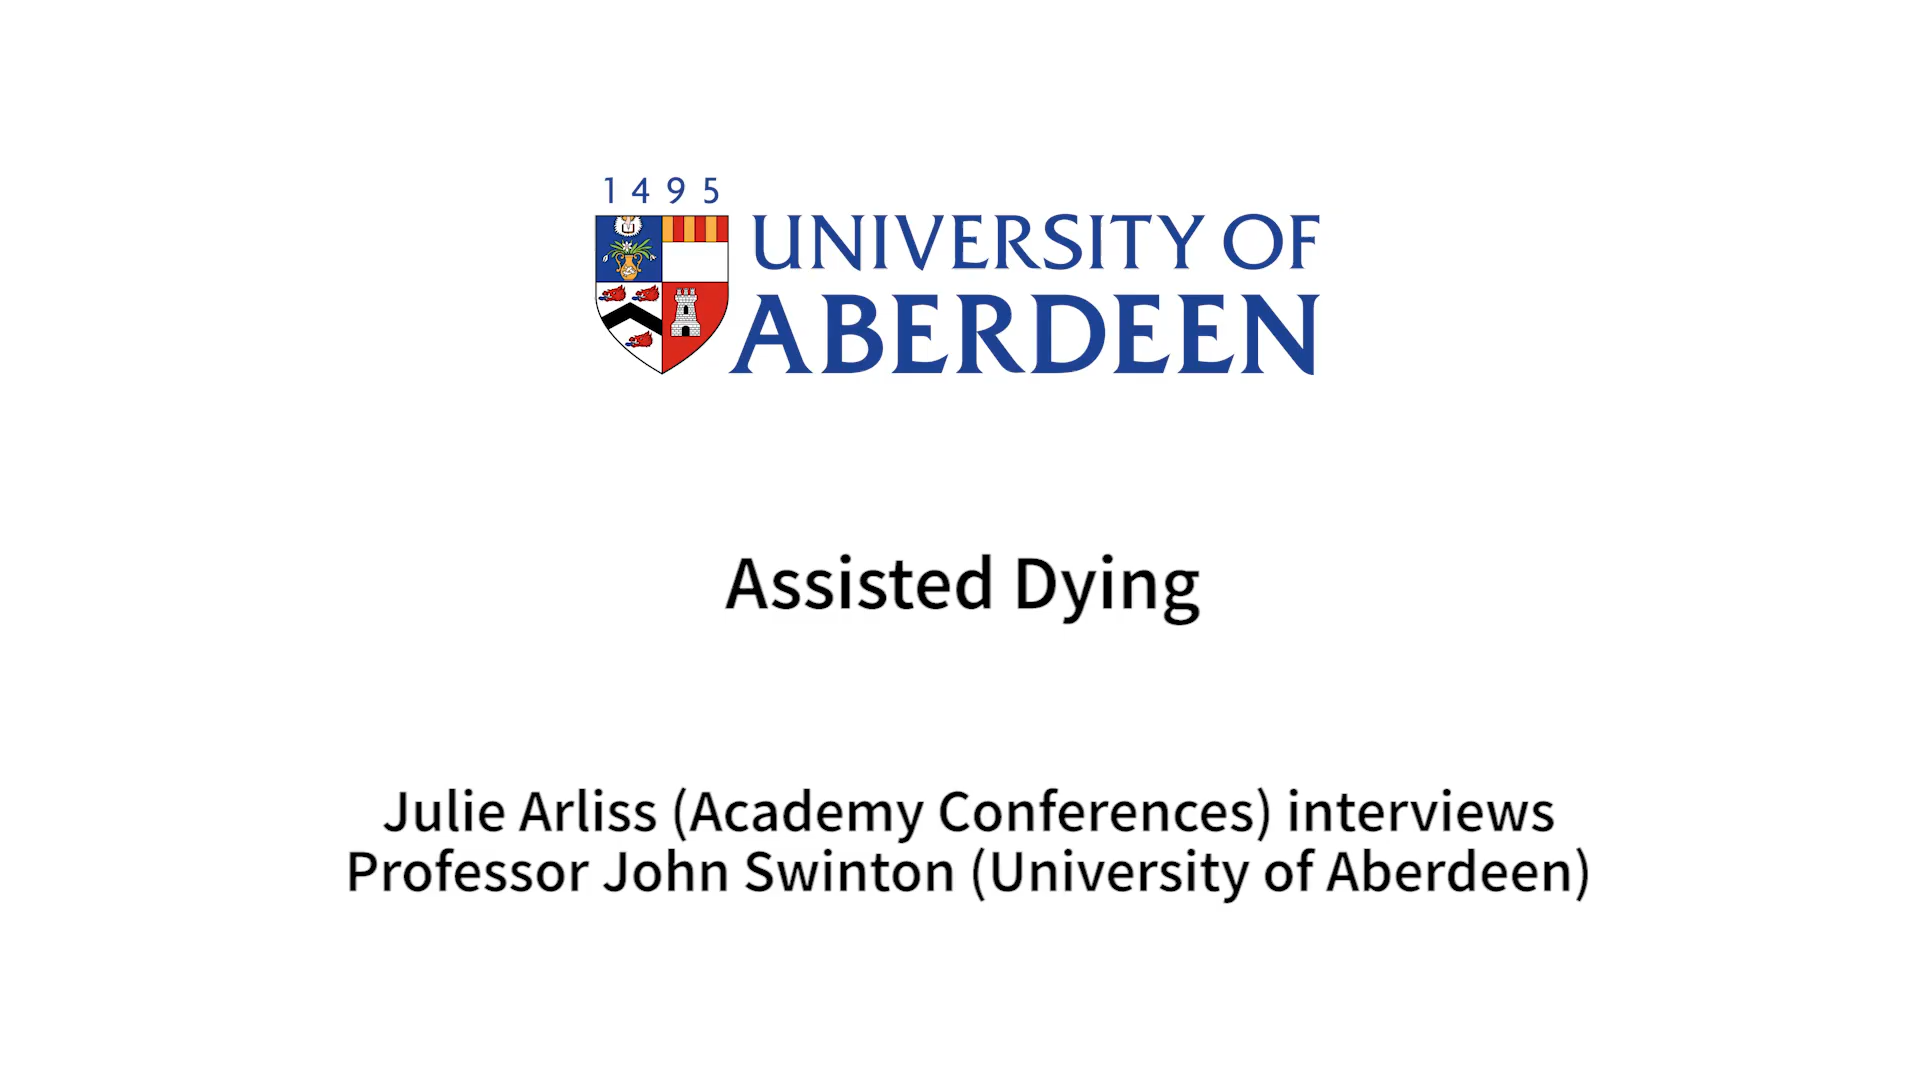 1495
UNIVERSITY OF
ABERDEEN
Assisted Dying
Julie Arliss (Academy Conferences) interviews
Professor John Swinton (University of Aberdeen)